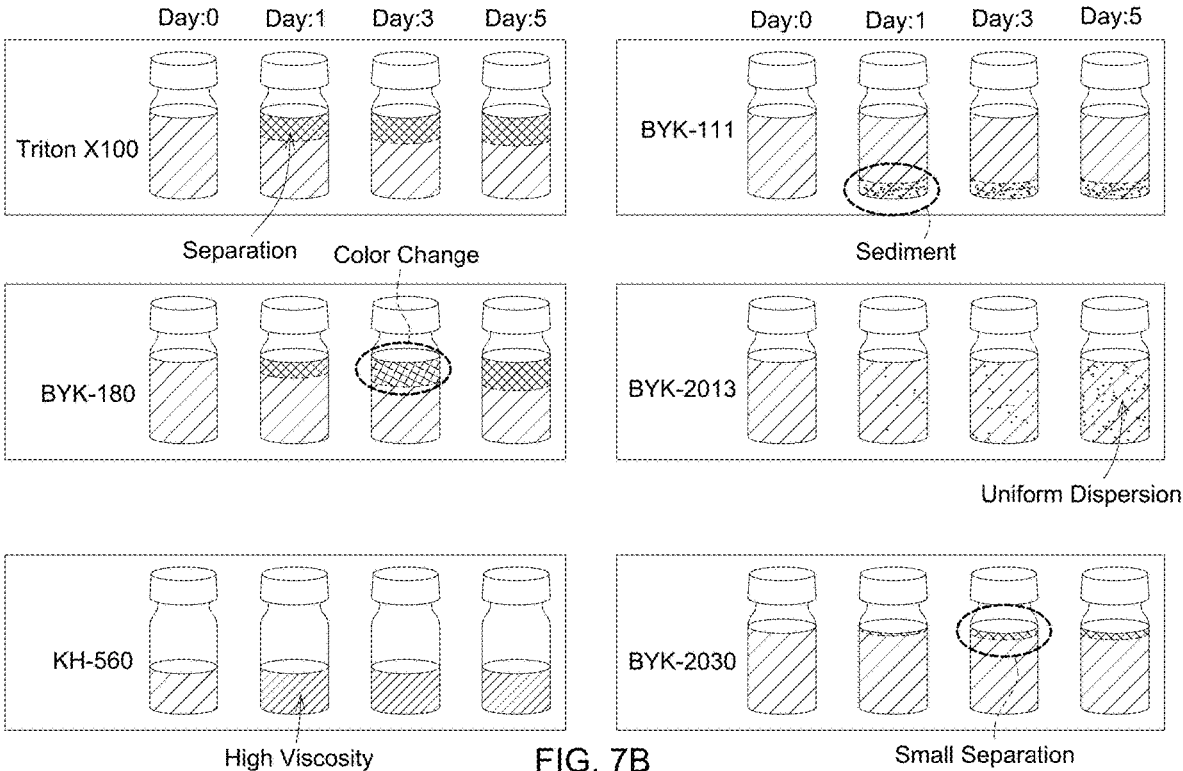 Day:0 Day:1 Day:3 Day:5
Day:0 Day:1 Day:3 Day:5
Triton X100
BYK-111
Separation
Sediment
Color Change
BYK-180
BYK-2013
Uniform Dispersion
KH-560
BYK-2030
High Viscosity
Small Separation
FIG. 7B